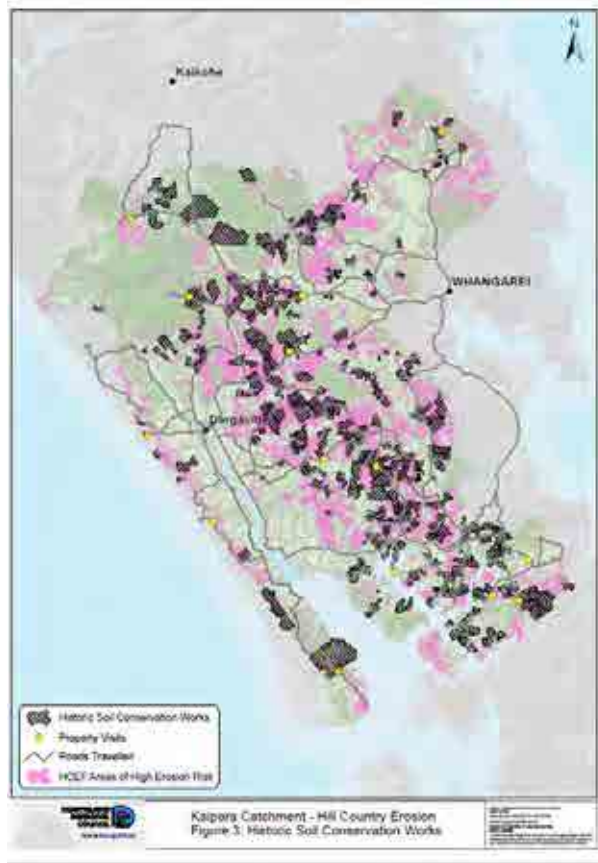 N
Kaikohe
WHANGAREI
Dargaville
Historic Soil Conservation Works
Property Visits
Roads Travelled
HCEF Areas of High Erosion Risk
Kaipara Catchment - Hill Country Erosion
Figure 3: Historic Soil Conservation Works